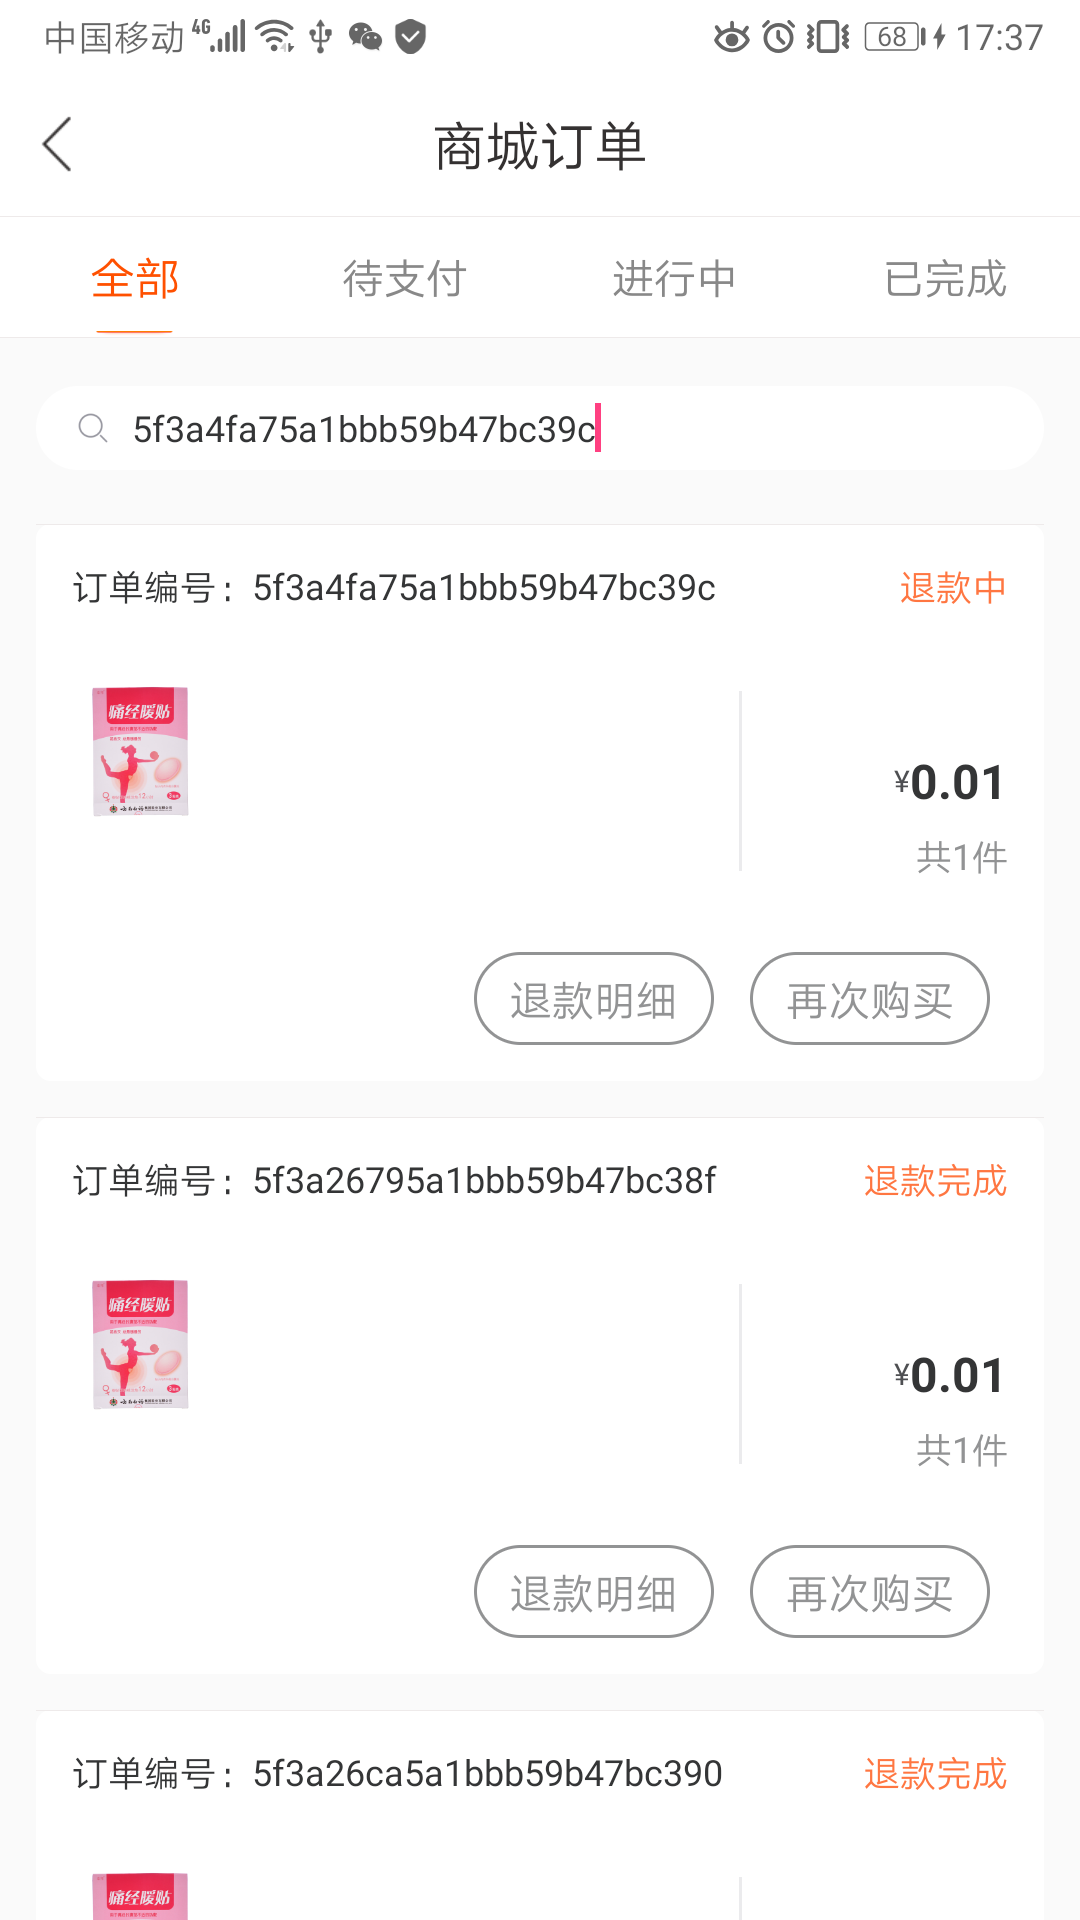 中国移动 4G 68 17:37
商城订单
全部 待支付 进行中 已完成
5f3a4fa75a1bbb59b47bc39c
订单编号：5f3a4fa75a1bbb59b47bc39c 退款中
痛经暖贴
¥0.01
共1件
退款明细 再次购买
订单编号：5f3a26795a1bbb59b47bc38f 退款完成
痛经暖贴
¥0.01
共1件
退款明细 再次购买
订单编号：5f3a26ca5a1bbb59b47bc390 退款完成
痛经暖贴